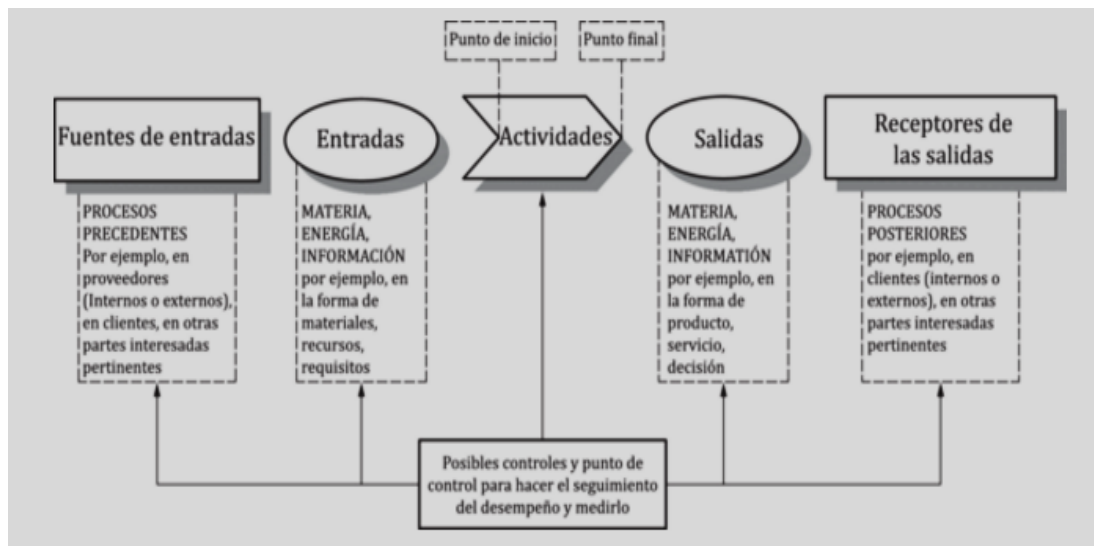 Punto de inicio
Punto final
Fuentes de entradas
Entradas
Actividades
Salidas
Receptores de
las salidas
PROCESOS
PRECEDENTES
Por ejemplo, en
proveedores
(Internos o externos),
en clientes, en otras
partes interesadas
pertinentes
MATERIA,
ENERGÍA,
INFORMACIÓN
por ejemplo, en
la forma de
materiales,
recursos,
requisitos
MATERIA,
ENERGÍA,
INFORMATIÓN
por ejemplo, en
la forma de
producto,
servicio,
decisión
PROCESOS
POSTERIORES
por ejemplo, en
clientes (internos o
externos), en otras
partes interesadas
pertinentes
Posibles controles y punto de
control para hacer el seguimiento
del desempeño y medirlo